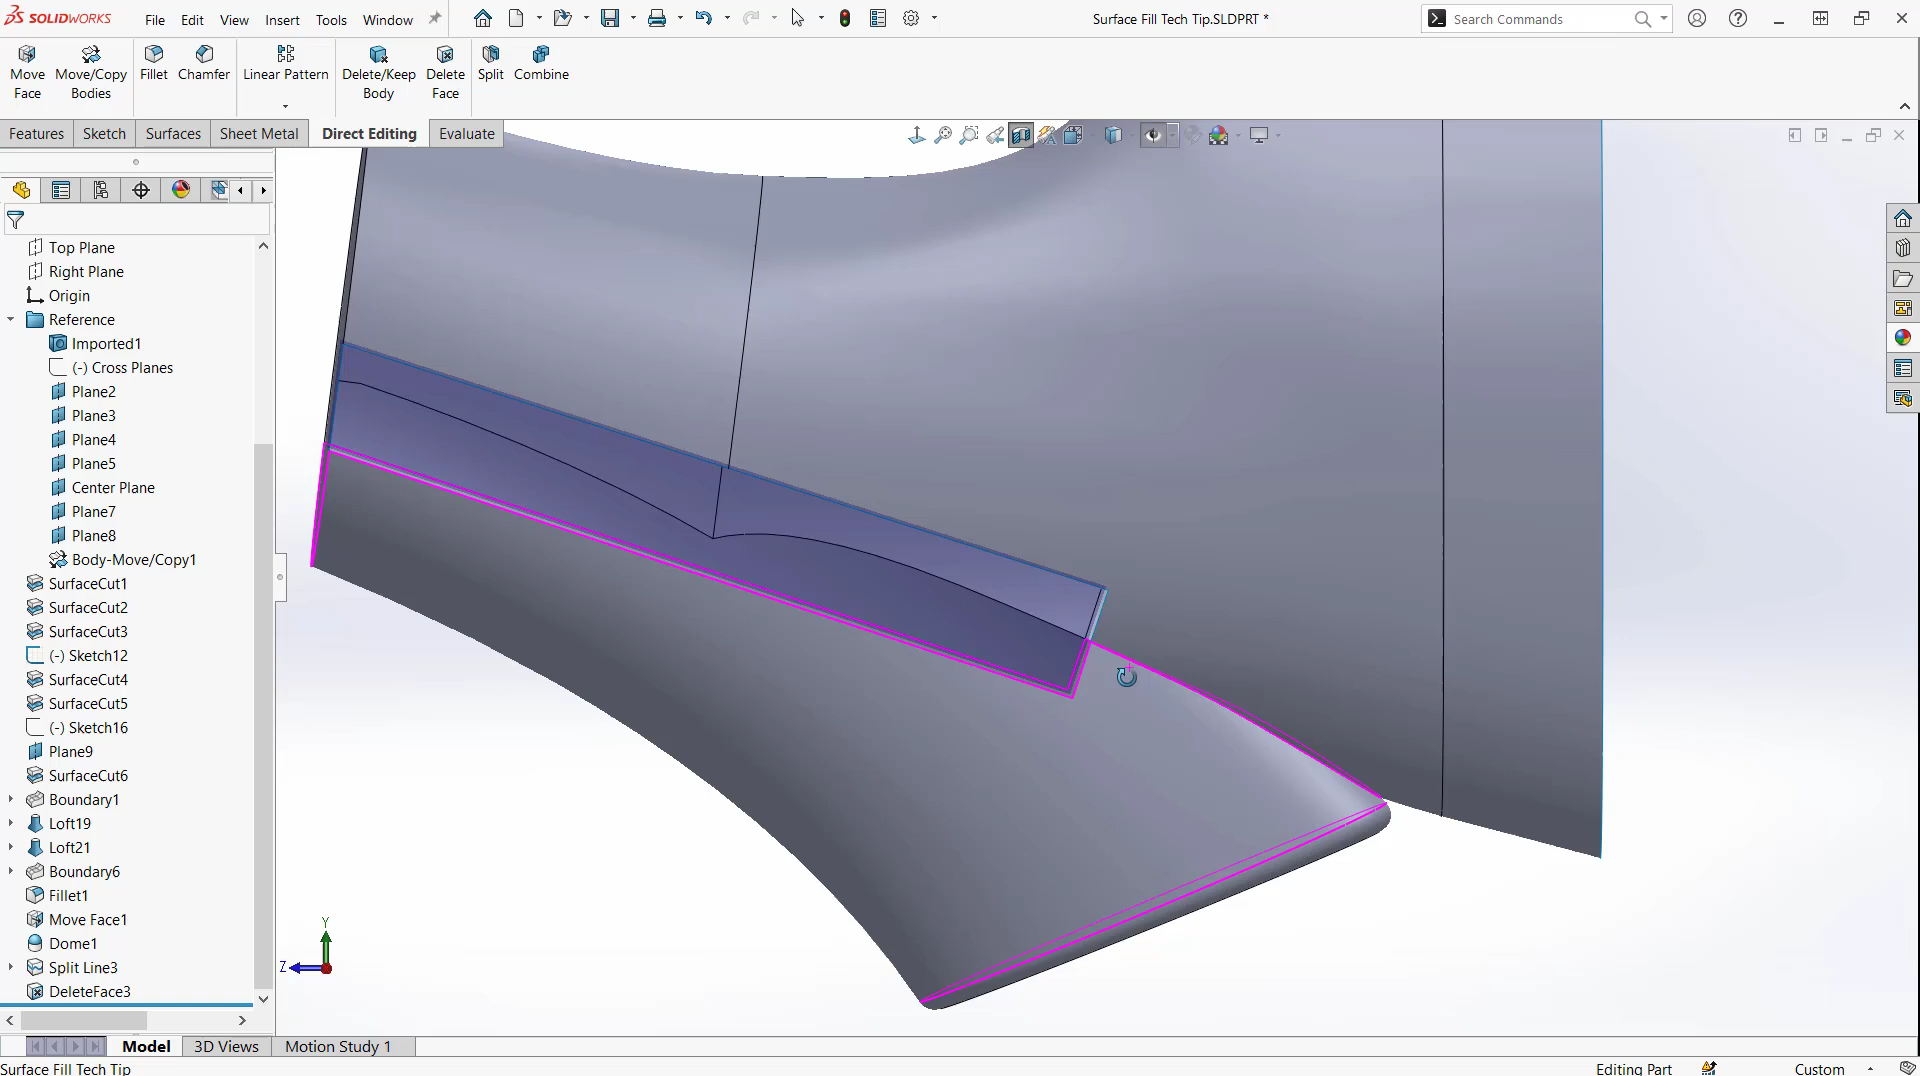 SOLIDWORKS File Edit View Insert Tools Window Surface Fill Tech Tip.SLDPRT * Search Commands
Move Face
Move/Copy Bodies
Fillet
Chamfer
Linear Pattern
Delete/Keep Body
Delete Face
Split
Combine
Features Sketch Surfaces Sheet Metal Direct Editing Evaluate
Top Plane
Right Plane
Origin
Reference
Imported1
(-) Cross Planes
Plane2
Plane3
Plane4
Plane5
Center Plane
Plane7
Plane8
Body-Move/Copy1
SurfaceCut1
SurfaceCut2
SurfaceCut3
(-) Sketch12
SurfaceCut4
SurfaceCut5
(-) Sketch16
Plane9
SurfaceCut6
Boundary1
Loft19
Loft21
Boundary6
Fillet1
Move Face1
Dome1
Split Line3
DeleteFace3
Y
Z
Model 3D Views Motion Study 1
Surface Fill Tech Tip Editing Part Custom